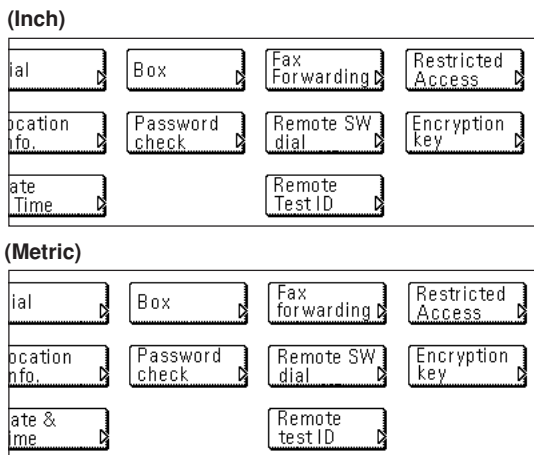 (Inch)
ial
Box
Fax
Forwarding
Restricted
Access
ocation
nfo.
Password
check
Remote SW
dial
Encryption
key
ate
Time
Remote
Test ID
(Metric)
ial
Box
Fax
forwarding
Restricted
Access
ocation
nfo.
Password
check
Remote SW
dial
Encryption
key
ate &
ime
Remote
test ID